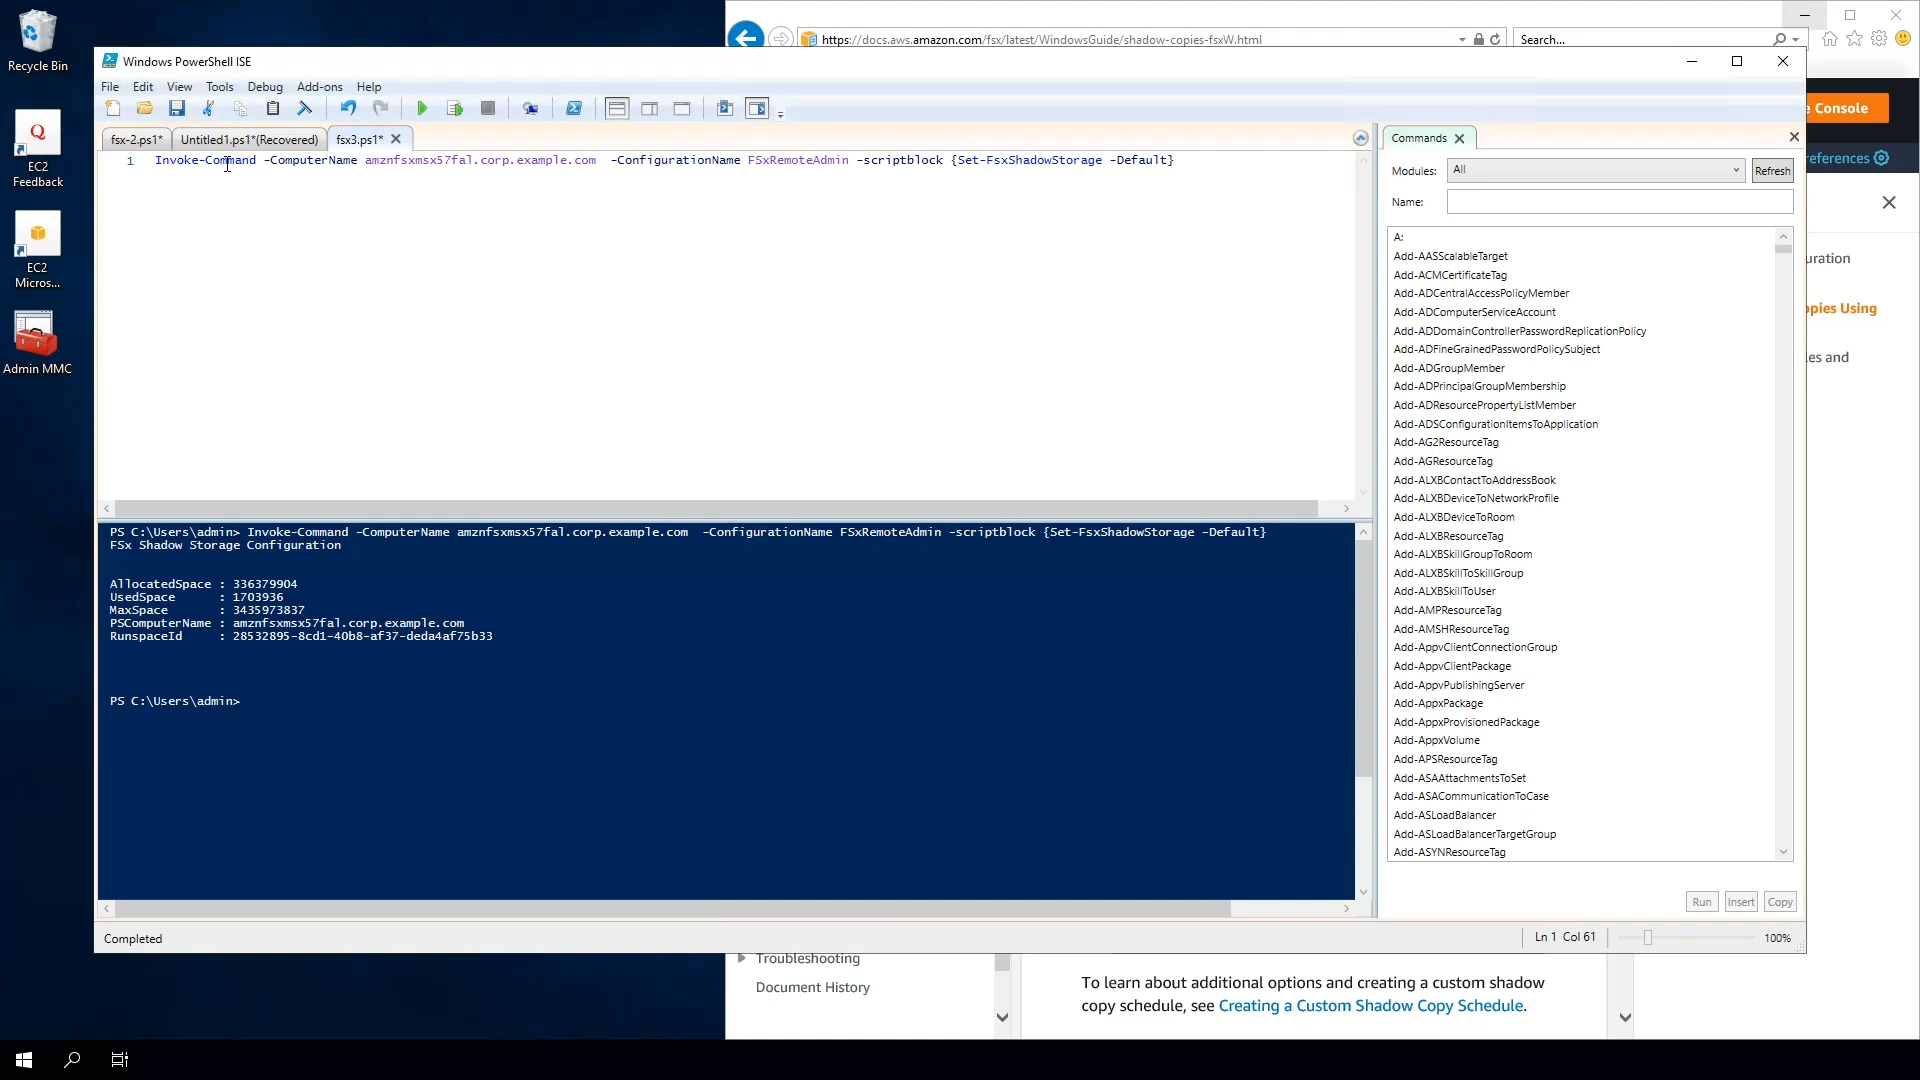 Recycle Bin
EC2
Feedback
EC2
Micros...
Admin MMC
https://docs.aws.amazon.com/fsx/latest/WindowsGuide/shadow-copies-fsxW.html
Search...
Windows PowerShell ISE
File Edit View Tools Debug Add-ons Help
fsx-2.ps1* Untitled1.ps1*(Recovered) fsx3.ps1*
1 Invoke-Command -ComputerName amznfsxmsx57fal.corp.example.com  -ConfigurationName FSxRemoteAdmin -scriptblock {Set-FsxShadowStorage -Default}
PS C:\Users\admin> Invoke-Command -ComputerName amznfsxmsx57fal.corp.example.com  -ConfigurationName FSxRemoteAdmin -scriptblock {Set-FsxShadowStorage -Default}
FSx Shadow Storage Configuration
AllocatedSpace : 336379904
UsedSpace      : 1703936
MaxSpace       : 3435973837
PSComputerName : amznfsxmsx57fal.corp.example.com
RunspaceId     : 28532895-8cd1-40b8-af37-deda4af75b33
PS C:\Users\admin>
Commands
Modules: All Refresh
Name:
A:
Add-AASScalableTarget
Add-ACMCertificateTag
Add-ADCentralAccessPolicyMember
Add-ADComputerServiceAccount
Add-ADDomainControllerPasswordReplicationPolicy
Add-ADFineGrainedPasswordPolicySubject
Add-ADGroupMember
Add-ADPrincipalGroupMembership
Add-ADResourcePropertyListMember
Add-ADSConfigurationItemsToApplication
Add-AG2ResourceTag
Add-AGResourceTag
Add-ALXBContactToAddressBook
Add-ALXBDeviceToNetworkProfile
Add-ALXBDeviceToRoom
Add-ALXBResourceTag
Add-ALXBSkillGroupToRoom
Add-ALXBSkillToSkillGroup
Add-ALXBSkillToUser
Add-AMPResourceTag
Add-AMSHResourceTag
Add-AppvClientConnectionGroup
Add-AppvClientPackage
Add-AppvPublishingServer
Add-AppxPackage
Add-AppxProvisionedPackage
Add-AppxVolume
Add-APSResourceTag
Add-ASAAttachmentsToSet
Add-ASACommunicationToCase
Add-ASLoadBalancer
Add-ASLoadBalancerTargetGroup
Add-ASYNResourceTag
Run Insert Copy
Completed
Ln 1 Col 61
100%
e Console
references
uration
opies Using
les and
Troubleshooting
Document History
To learn about additional options and creating a custom shadow
copy schedule, see Creating a Custom Shadow Copy Schedule.